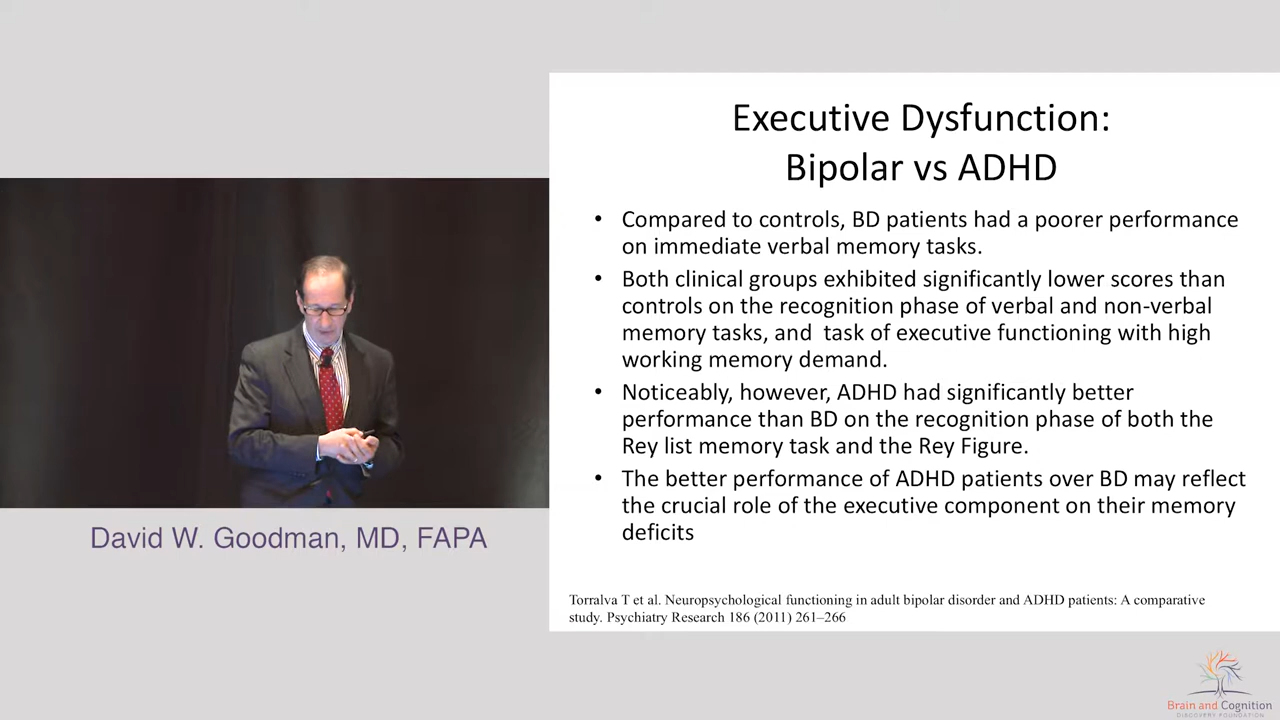 Executive Dysfunction:
Bipolar vs ADHD
• Compared to controls, BD patients had a poorer performance
on immediate verbal memory tasks.
• Both clinical groups exhibited significantly lower scores than
controls on the recognition phase of verbal and non-verbal
memory tasks, and  task of executive functioning with high
working memory demand.
• Noticeably, however, ADHD had significantly better
performance than BD on the recognition phase of both the
Rey list memory task and the Rey Figure.
• The better performance of ADHD patients over BD may reflect
the crucial role of the executive component on their memory
deficits
Torralva T et al. Neuropsychological functioning in adult bipolar disorder and ADHD patients: A comparative
study. Psychiatry Research 186 (2011) 261–266
David W. Goodman, MD, FAPA
Brain and Cognition
DISCOVERY FOUNDATION